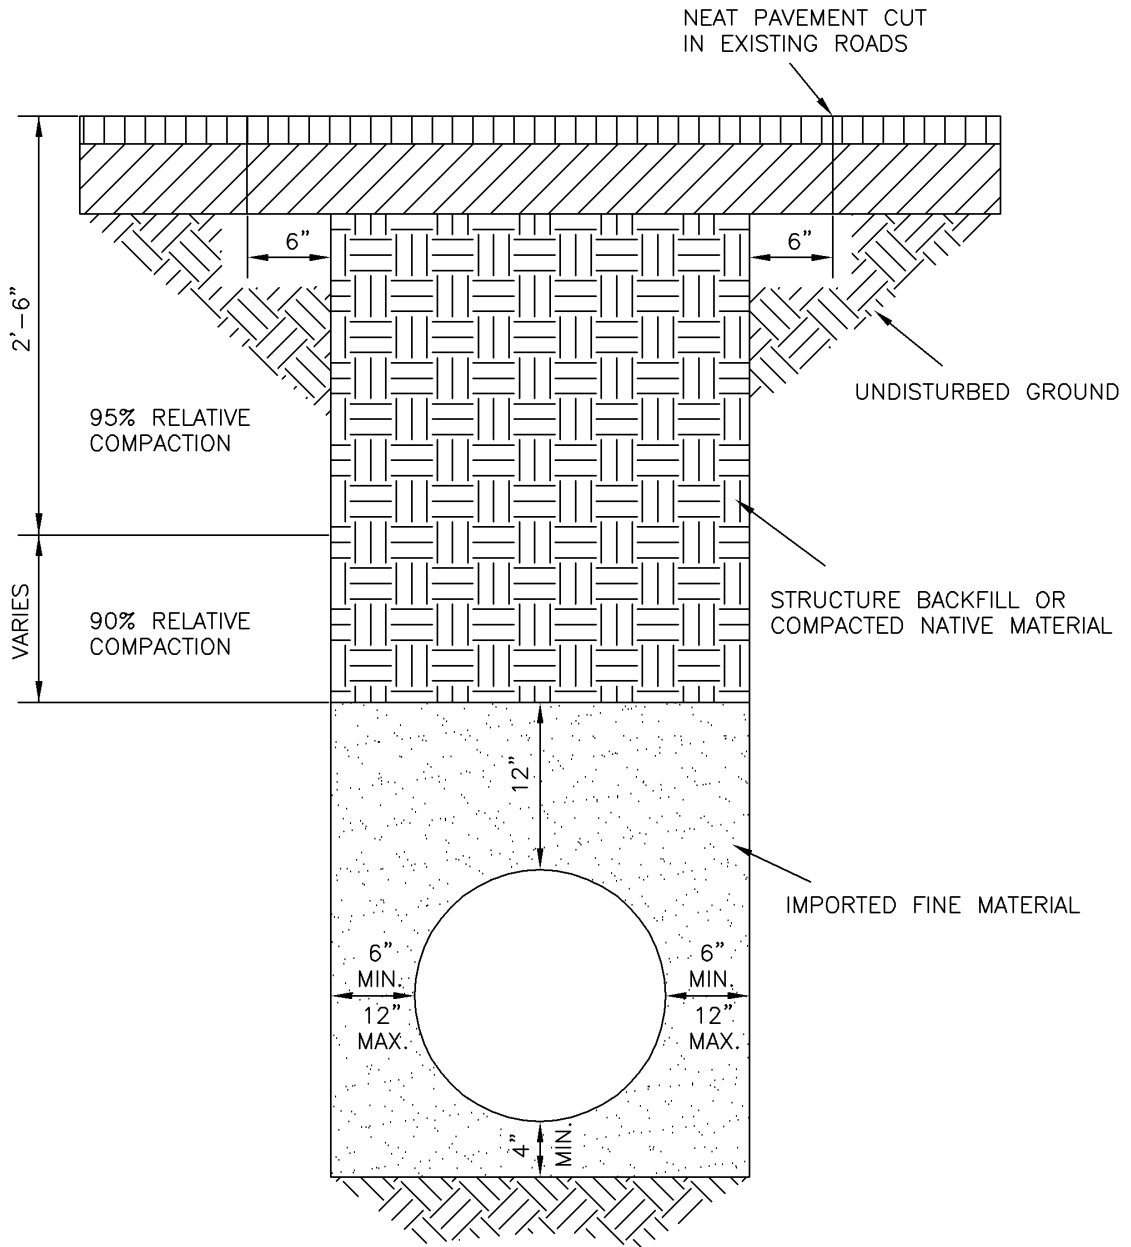 NEAT PAVEMENT CUT
IN EXISTING ROADS
6"
6"
2'-6"
UNDISTURBED GROUND
95% RELATIVE
COMPACTION
STRUCTURE BACKFILL OR
COMPACTED NATIVE MATERIAL
VARIES
90% RELATIVE
COMPACTION
12"
IMPORTED FINE MATERIAL
6"
MIN.
12"
MAX.
6"
MIN.
12"
MAX.
4"
MIN.